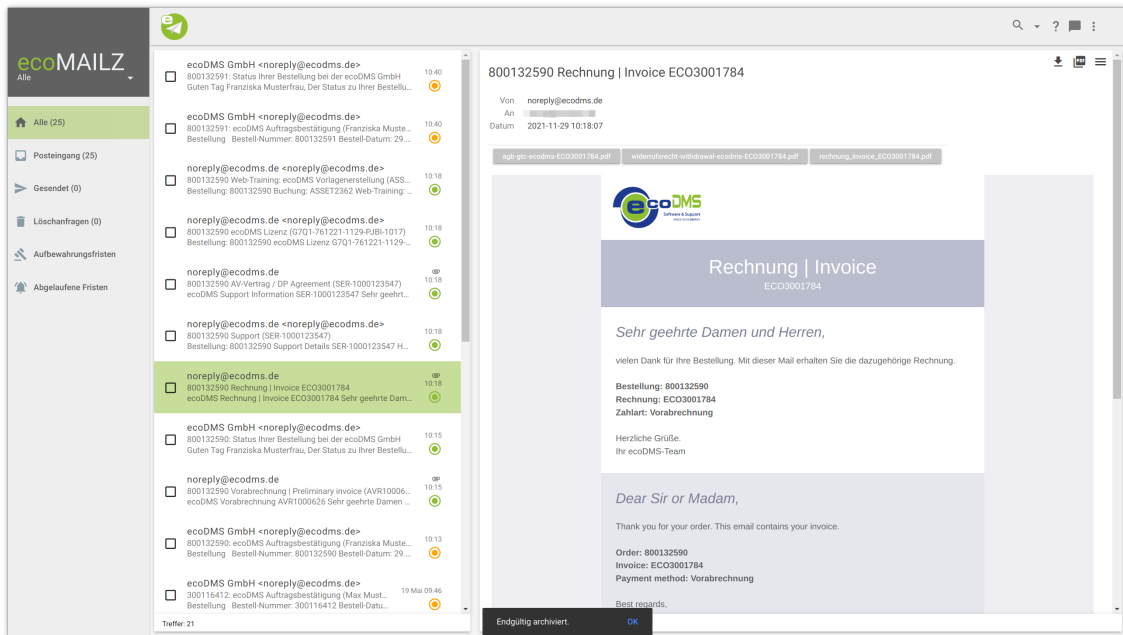 ecoMAILZ
Alle
Alle (25)
Posteingang (25)
Gesendet (0)
Löschanfragen (0)
Aufbewahrungsfristen
Abgelaufene Fristen
e
?
ecoDMS GmbH <noreply@ecodms.de>
800132591: Status Ihrer Bestellung bei der ecoDMS GmbH 10:40
Guten Tag Franziska Musterfrau, Der Status zu Ihrer Bestellu...
ecoDMS GmbH <noreply@ecodms.de>
800132591: ecoDMS Auftragsbestätigung (Franziska Muste... 10:40
Bestellung Bestell-Nummer: 800132591 Bestell-Datum: 29....
noreply@ecodms.de <noreply@ecodms.de>
800132590 Web-Training: ecoDMS Vorlagenerstellung (ASS... 10:18
Bestellung: 800132590 Buchung: ASSET2362 Web-Training: ...
noreply@ecodms.de <noreply@ecodms.de>
800132590 ecoDMS Lizenz (G7Q1-761221-1129-PJBI-1017) 10:18
Bestellung: 800132590 ecoDMS Lizenz G7Q1-761221-1129-...
noreply@ecodms.de
800132590 AV-Vertrag / DP Agreement (SER-1000123547) 10:18
ecoDMS Support Information SER-1000123547 Sehr geehrt...
noreply@ecodms.de <noreply@ecodms.de>
800132590 Support (SER-1000123547) 10:18
Bestellung: 800132590 Support Details SER-1000123547 H...
noreply@ecodms.de
800132590 Rechnung | Invoice ECO3001784 10:18
ecoDMS Rechnung | Invoice ECO3001784 Sehr geehrte Dam...
ecoDMS GmbH <noreply@ecodms.de>
800132590: Status Ihrer Bestellung bei der ecoDMS GmbH 10:15
Guten Tag Franziska Musterfrau, Der Status zu Ihrer Bestellu...
noreply@ecodms.de
800132590 Vorabrechnung | Preliminary invoice (AVR10006... 10:15
ecoDMS Vorabrechnung AVR1000626 Sehr geehrte Damen ...
ecoDMS GmbH <noreply@ecodms.de>
800132590: ecoDMS Auftragsbestätigung (Franziska Muste... 10:13
Bestellung Bestell-Nummer: 800132590 Bestell-Datum: 29....
ecoDMS GmbH <noreply@ecodms.de>
300116412: ecoDMS Auftragsbestätigung (Max Must... 19 Mai 09:46
Bestellung Bestell-Nummer: 300116412 Bestell-Datu...
Treffer: 21
800132590 Rechnung | Invoice ECO3001784
PDF
Von noreply@ecodms.de
An
Datum 2021-11-29 10:18:07
agb-gtc-ecodms-ECO3001784.pdf widerrufsrecht-withdrawal-ecodms-ECO3001784.pdf rechnung_invoice_ECO3001784.pdf
ecoDMS
Software & Support
Rechnung | Invoice
ECO3001784
Sehr geehrte Damen und Herren,
vielen Dank für Ihre Bestellung. Mit dieser Mail erhalten Sie die dazugehörige Rechnung.
Bestellung: 800132590
Rechnung: ECO3001784
Zahlart: Vorabrechnung
Herzliche Grüße.
Ihr ecoDMS-Team
Dear Sir or Madam,
Thank you for your order. This email contains your invoice.
Order: 800132590
Invoice: ECO3001784
Payment method: Vorabrechnung
Best regards,
Endgültig archiviert. OK